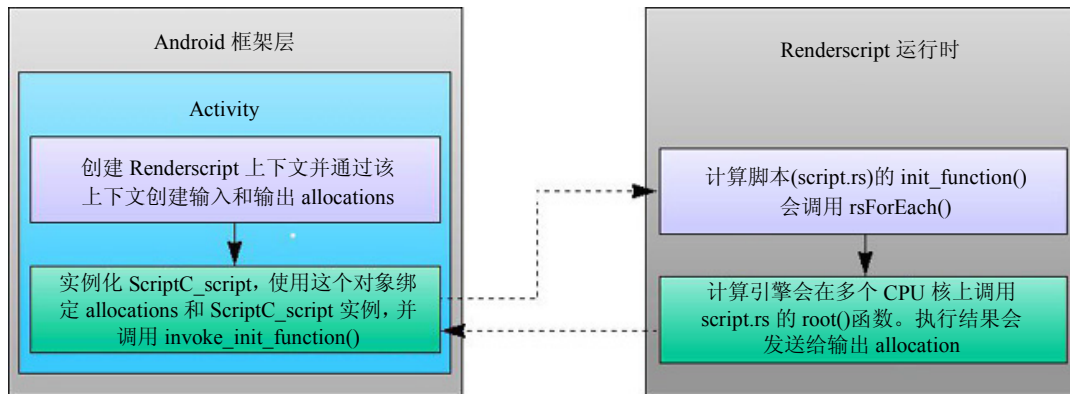 Android 框架层
Activity
创建 Renderscript 上下文并通过该
上下文创建输入和输出 allocations
实例化 ScriptC_script，使用这个对象绑
定 allocations 和 ScriptC_script 实例，并
调用 invoke_init_function()
Renderscript 运行时
计算脚本(script.rs)的 init_function()
会调用 rsForEach()
计算引擎会在多个 CPU 核上调用
script.rs 的 root()函数。执行结果会
发送给输出 allocation